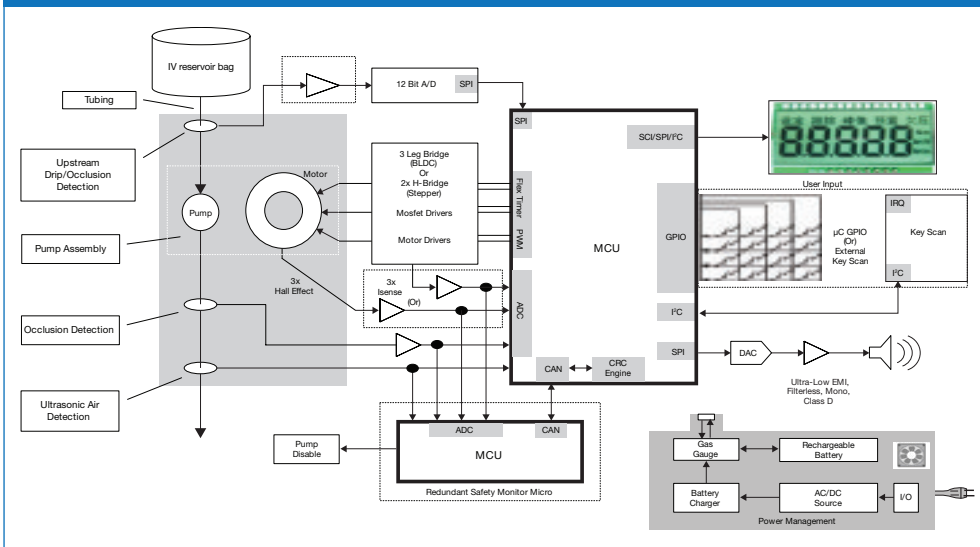 IV reservoir bag
Tubing
12 Bit A/D
SPI
Upstream
Drip/Occlusion
Detection
3 Leg Bridge
(BLDC)
Or
2x H-Bridge
(Stepper)
Mosfet Drivers
Motor Drivers
Motor
Pump
Pump Assembly
3x
Hall Effect
3x
Isense
(Or)
Occlusion Detection
Ultrasonic Air
Detection
SPI
Flex Timer
PWM
ADC
MCU
SCI/SPI/I²C
GPIO
I²C
SPI
CAN
CRC
Engine
88888
User Input
µC GPIO
(Or)
External
Key Scan
IRQ
Key Scan
I²C
DAC
Ultra-Low EMI,
Filterless, Mono,
Class D
Pump
Disable
ADC
CAN
MCU
Redundant Safety Monitor Micro
Gas
Gauge
Rechargeable
Battery
Battery
Charger
AC/DC
Source
I/O
Power Management